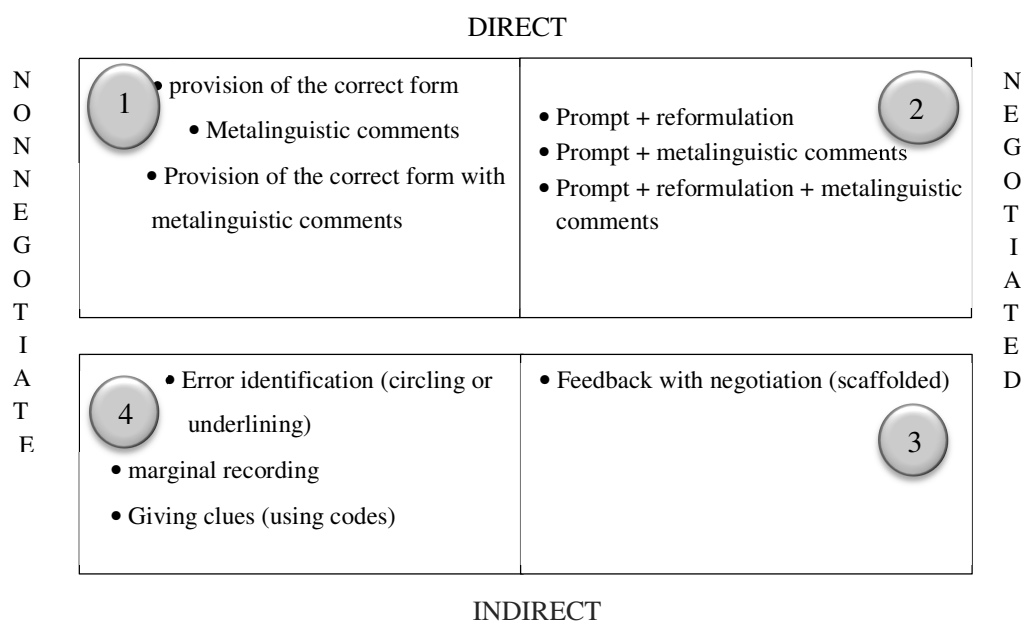 DIRECT
NONNEGOTIATE
1
• provision of the correct form
• Metalinguistic comments
• Provision of the correct form with
metalinguistic comments
2
• Prompt + reformulation
• Prompt + metalinguistic comments
• Prompt + reformulation + metalinguistic
comments
NEGOTIATED
4
• Error identification (circling or
underlining)
• marginal recording
• Giving clues (using codes)
• Feedback with negotiation (scaffolded)
3
INDIRECT